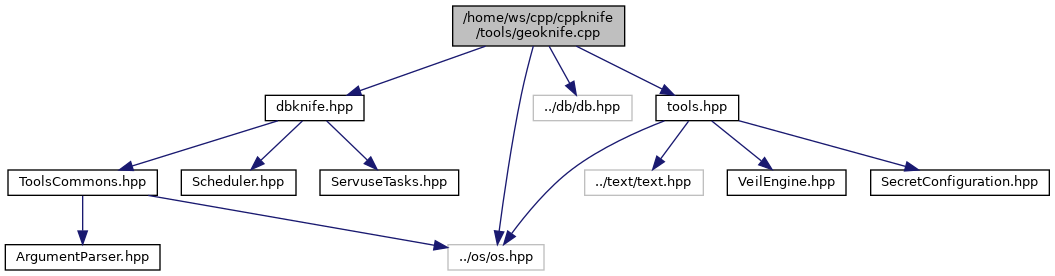 /home/ws/cpp/cppknife
/tools/geoknife.cpp
dbknife.hpp
../db/db.hpp
tools.hpp
ToolsCommons.hpp
Scheduler.hpp
ServuseTasks.hpp
../text/text.hpp
VeilEngine.hpp
SecretConfiguration.hpp
ArgumentParser.hpp
../os/os.hpp